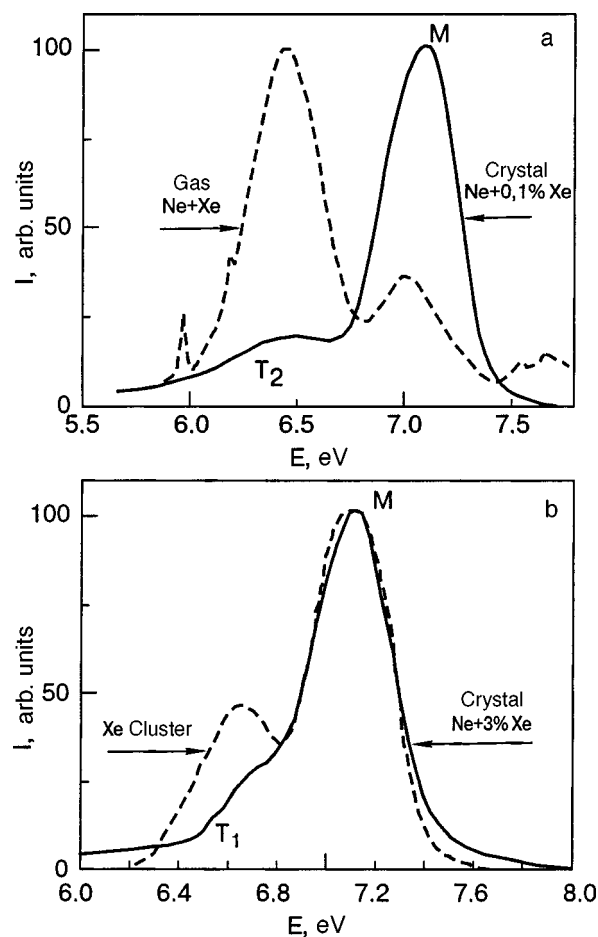 M
a
100
Gas
Ne+Xe
Crystal
Ne+0,1% Xe
50
I, arb. units
T2
0
5.5 6.0 6.5 7.0 7.5
E, eV
M
b
100
I, arb. units
50
Xe Cluster
Crystal
Ne+3% Xe
T1
0
6.0 6.4 6.8 7.2 7.6 8.0
E, eV